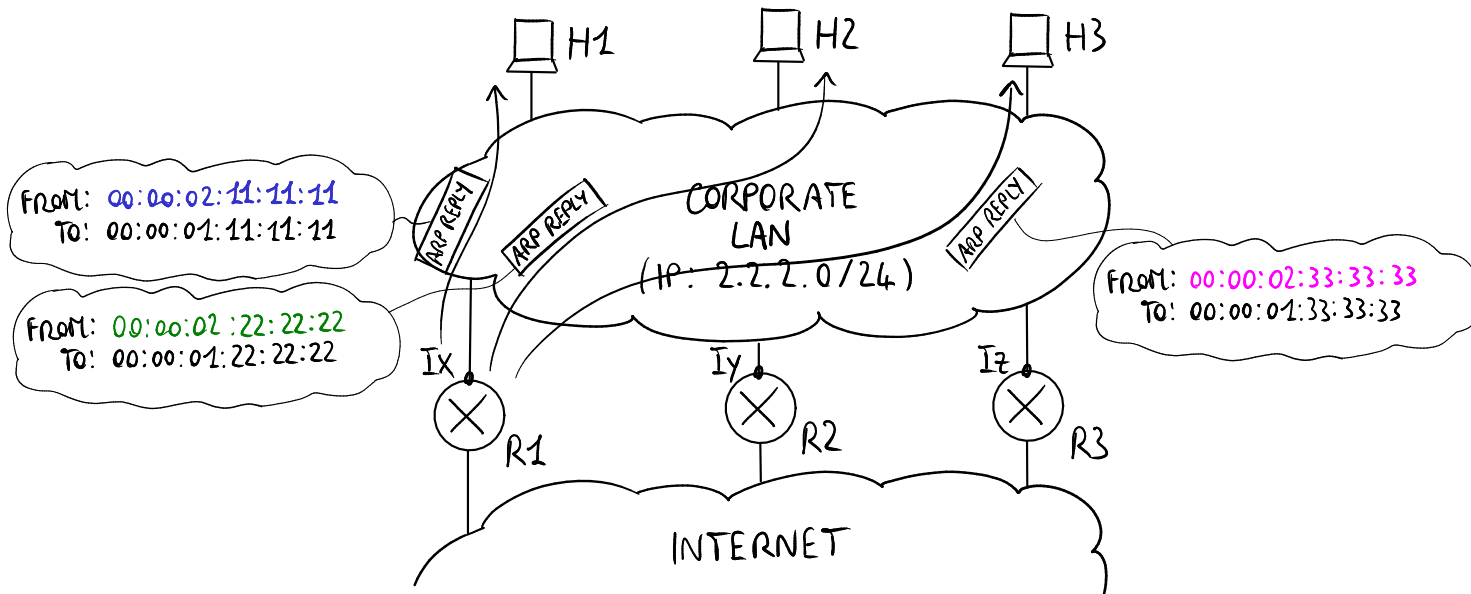 H1
H2
H3
FROM: 00:00:02:11:11:11
TO: 00:00:01:11:11:11
ARP REPLY
ARP REPLY
CORPORATE
LAN
(IP: 2.2.2.0/24)
ARP REPLY
FROM: 00:00:02:33:33:33
TO: 00:00:01:33:33:33
FROM: 00:00:02:22:22:22
TO: 00:00:01:22:22:22
Ix
Iy
Iz
R1
R2
R3
INTERNET